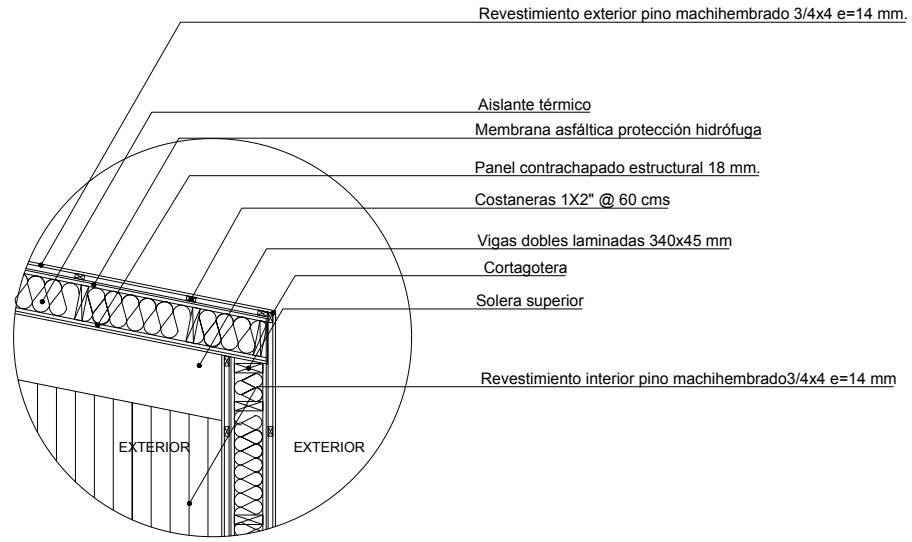 Revestimiento exterior pino machihembrado 3/4x4 e=14 mm.
Aislante térmico
Membrana asfáltica protección hidrófuga
Panel contrachapado estructural 18 mm.
Costaneras 1X2" @ 60 cms
Vigas dobles laminadas 340x45 mm
Cortagotera
Solera superior
Revestimiento interior pino machihembrado3/4x4 e=14 mm
EXTERIOR
EXTERIOR